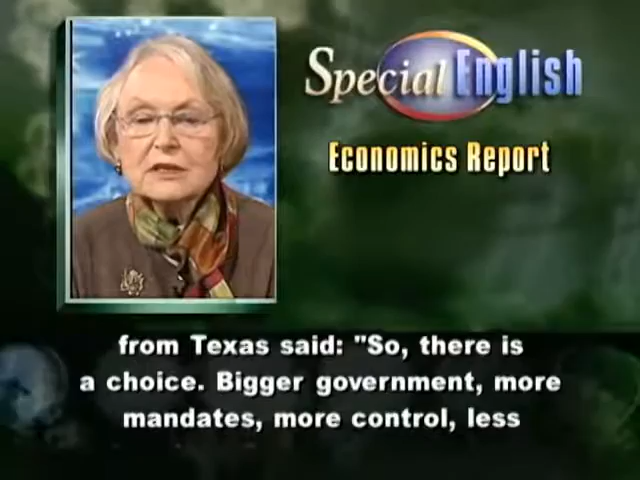 Special English
Economics Report
from Texas said: "So, there is
a choice. Bigger government, more
mandates, more control, less